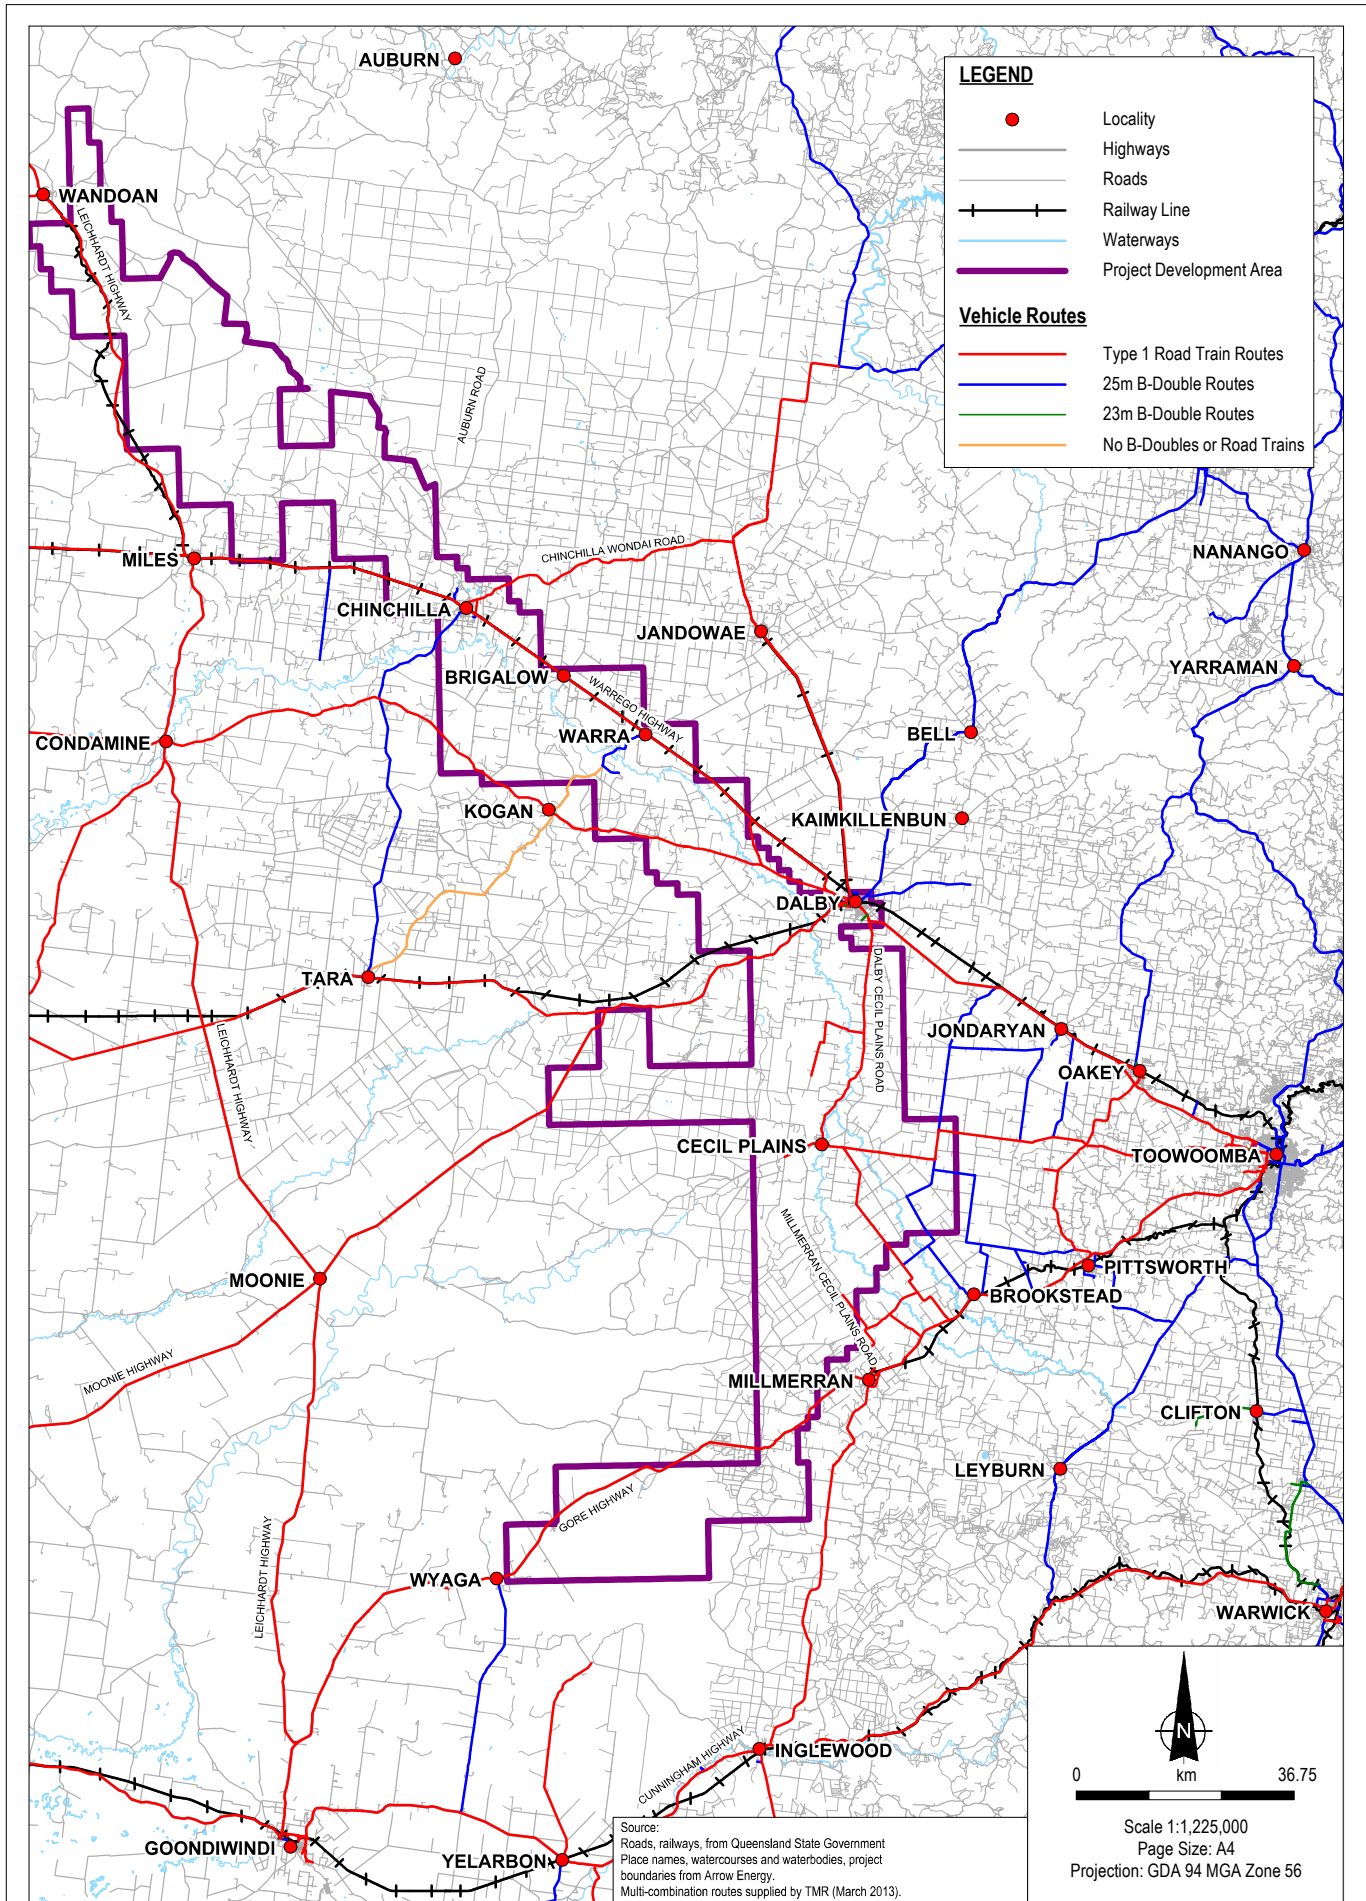 AUBURN
LEGEND
Locality
Highways
Roads
Railway Line
Waterways
Project Development Area
Vehicle Routes
Type 1 Road Train Routes
25m B-Double Routes
23m B-Double Routes
No B-Doubles or Road Trains
WANDOAN
LEICHHARDT HIGHWAY
AUBURN ROAD
CHINCHILLA WONDAI ROAD
MILES
NANANGO
CHINCHILLA
JANDOWAE
YARRAMAN
BRIGALOW
WARREGO HIGHWAY
CONDAMINE
WARRA
BELL
KOGAN
KAIMKILLENBUN
DALBY
TARA
DALBY CECIL PLAINS ROAD
LEICHHARDT HIGHWAY
JONDARYAN
OAKEY
CECIL PLAINS
TOOWOOMBA
MILLMERRAN CECIL PLAINS ROAD
MOONIE
PITTSWORTH
BROOKSTEAD
MOONIE HIGHWAY
MILLMERRAN
CLIFTON
LEYBURN
GORE HIGHWAY
LEICHHARDT HIGHWAY
WYAGA
WARWICK
CUNNINGHAM HIGHWAY
INGLEWOOD
GOONDIWINDI
YELARBON
N
0 km 36.75
Scale 1:1,225,000
Page Size: A4
Projection: GDA 94 MGA Zone 56
Source:
Roads, railways, from Queensland State Government
Place names, watercourses and waterbodies, project
boundaries from Arrow Energy.
Multi-combination routes supplied by TMR (March 2013).